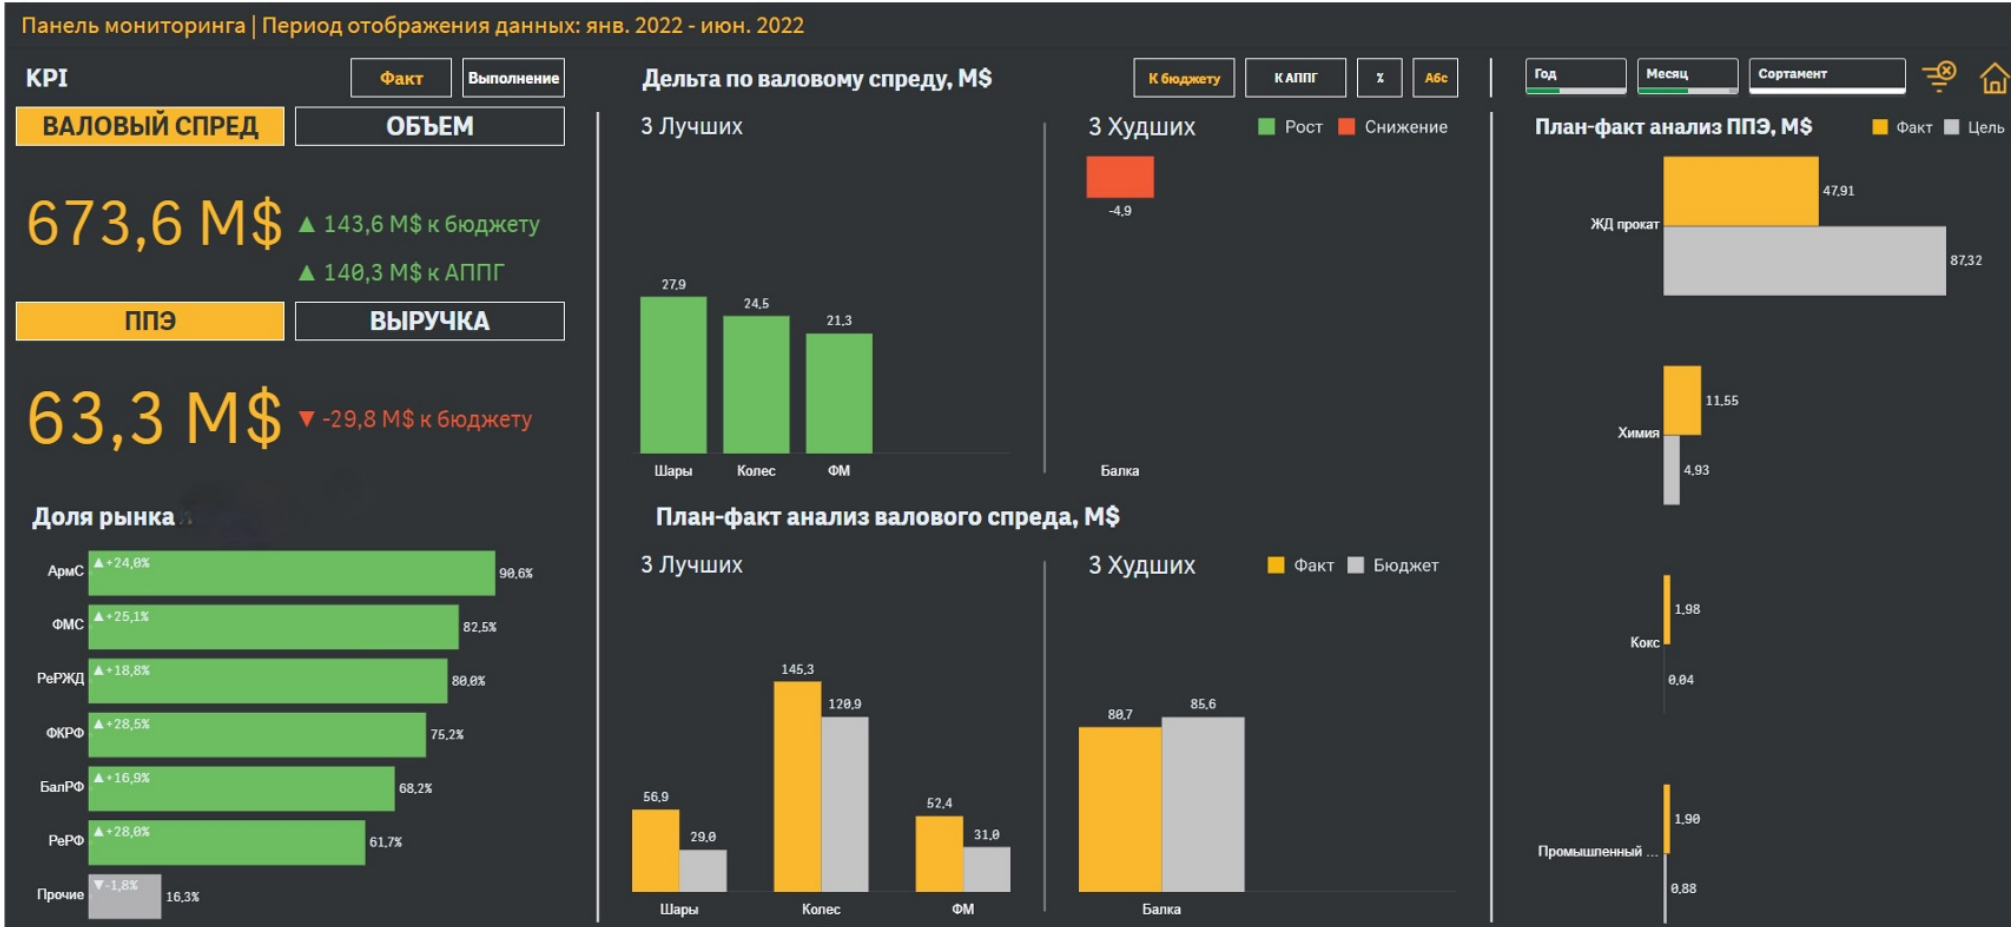 Панель мониторинга | Период отображения данных: янв. 2022 - июн. 2022
KPI
Факт
Выполнение
ВАЛОВЫЙ СПРЕД
ОБЪЕМ
673,6 M$
▲ 143,6 M$ к бюджету
▲ 140,3 M$ к АППГ
ППЭ
ВЫРУЧКА
63,3 M$
▼ -29,8 M$ к бюджету
Доля рынка
АрмС ▲+24,0% 90,6%
ФМС ▲+25,1% 82,5%
РеРЖД ▲+18,8% 80,0%
ФКРФ ▲+28,5% 75,2%
БалРФ ▲+16,9% 68,2%
РеРФ ▲+28,0% 61,7%
Прочие ▼-1,8% 16,3%
Дельта по валовому спреду, M$
К бюджету
К АППГ
%
Абс
3 Лучших
27,9
24,5
21,3
Шары
Колес
ФМ
3 Худших
Рост
Снижение
-4,9
Балка
План-факт анализ валового спреда, M$
3 Лучших
56,9
29,0
145,3
120,9
52,4
31,0
Шары
Колес
ФМ
3 Худших
Факт
Бюджет
80,7
85,6
Балка
Год
Месяц
Сортамент
План-факт анализ ППЭ, M$
Факт
Цель
ЖД прокат
47,91
87,32
Химия
11,55
4,93
Кокс
1,98
0,04
Промышленный ...
1,90
0,88